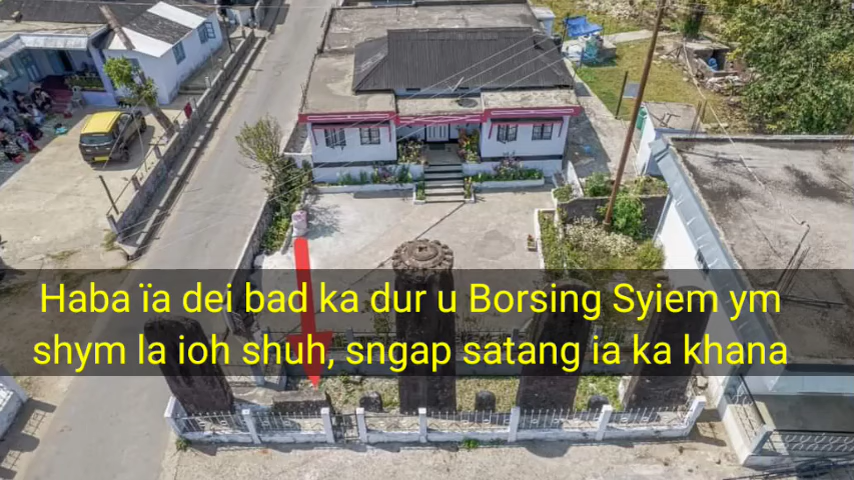 Haba ïa dei bad ka dur u Borsing Syiem ym
shym la ioh shuh, sngap satang ia ka khana